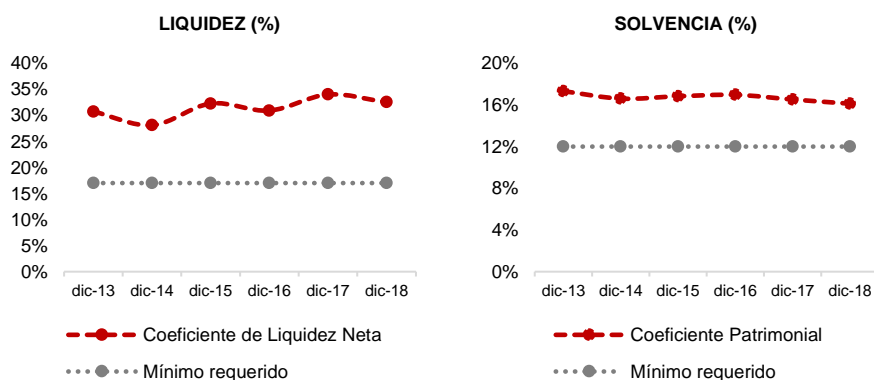 LIQUIDEZ (%)
40%
35%
30%
25%
20%
15%
10%
5%
0%
dic-13 dic-14 dic-15 dic-16 dic-17 dic-18
Coeficiente de Liquidez Neta
Mínimo requerido
SOLVENCIA (%)
20%
16%
12%
8%
4%
0%
dic-13 dic-14 dic-15 dic-16 dic-17 dic-18
Coeficiente Patrimonial
Mínimo requerido